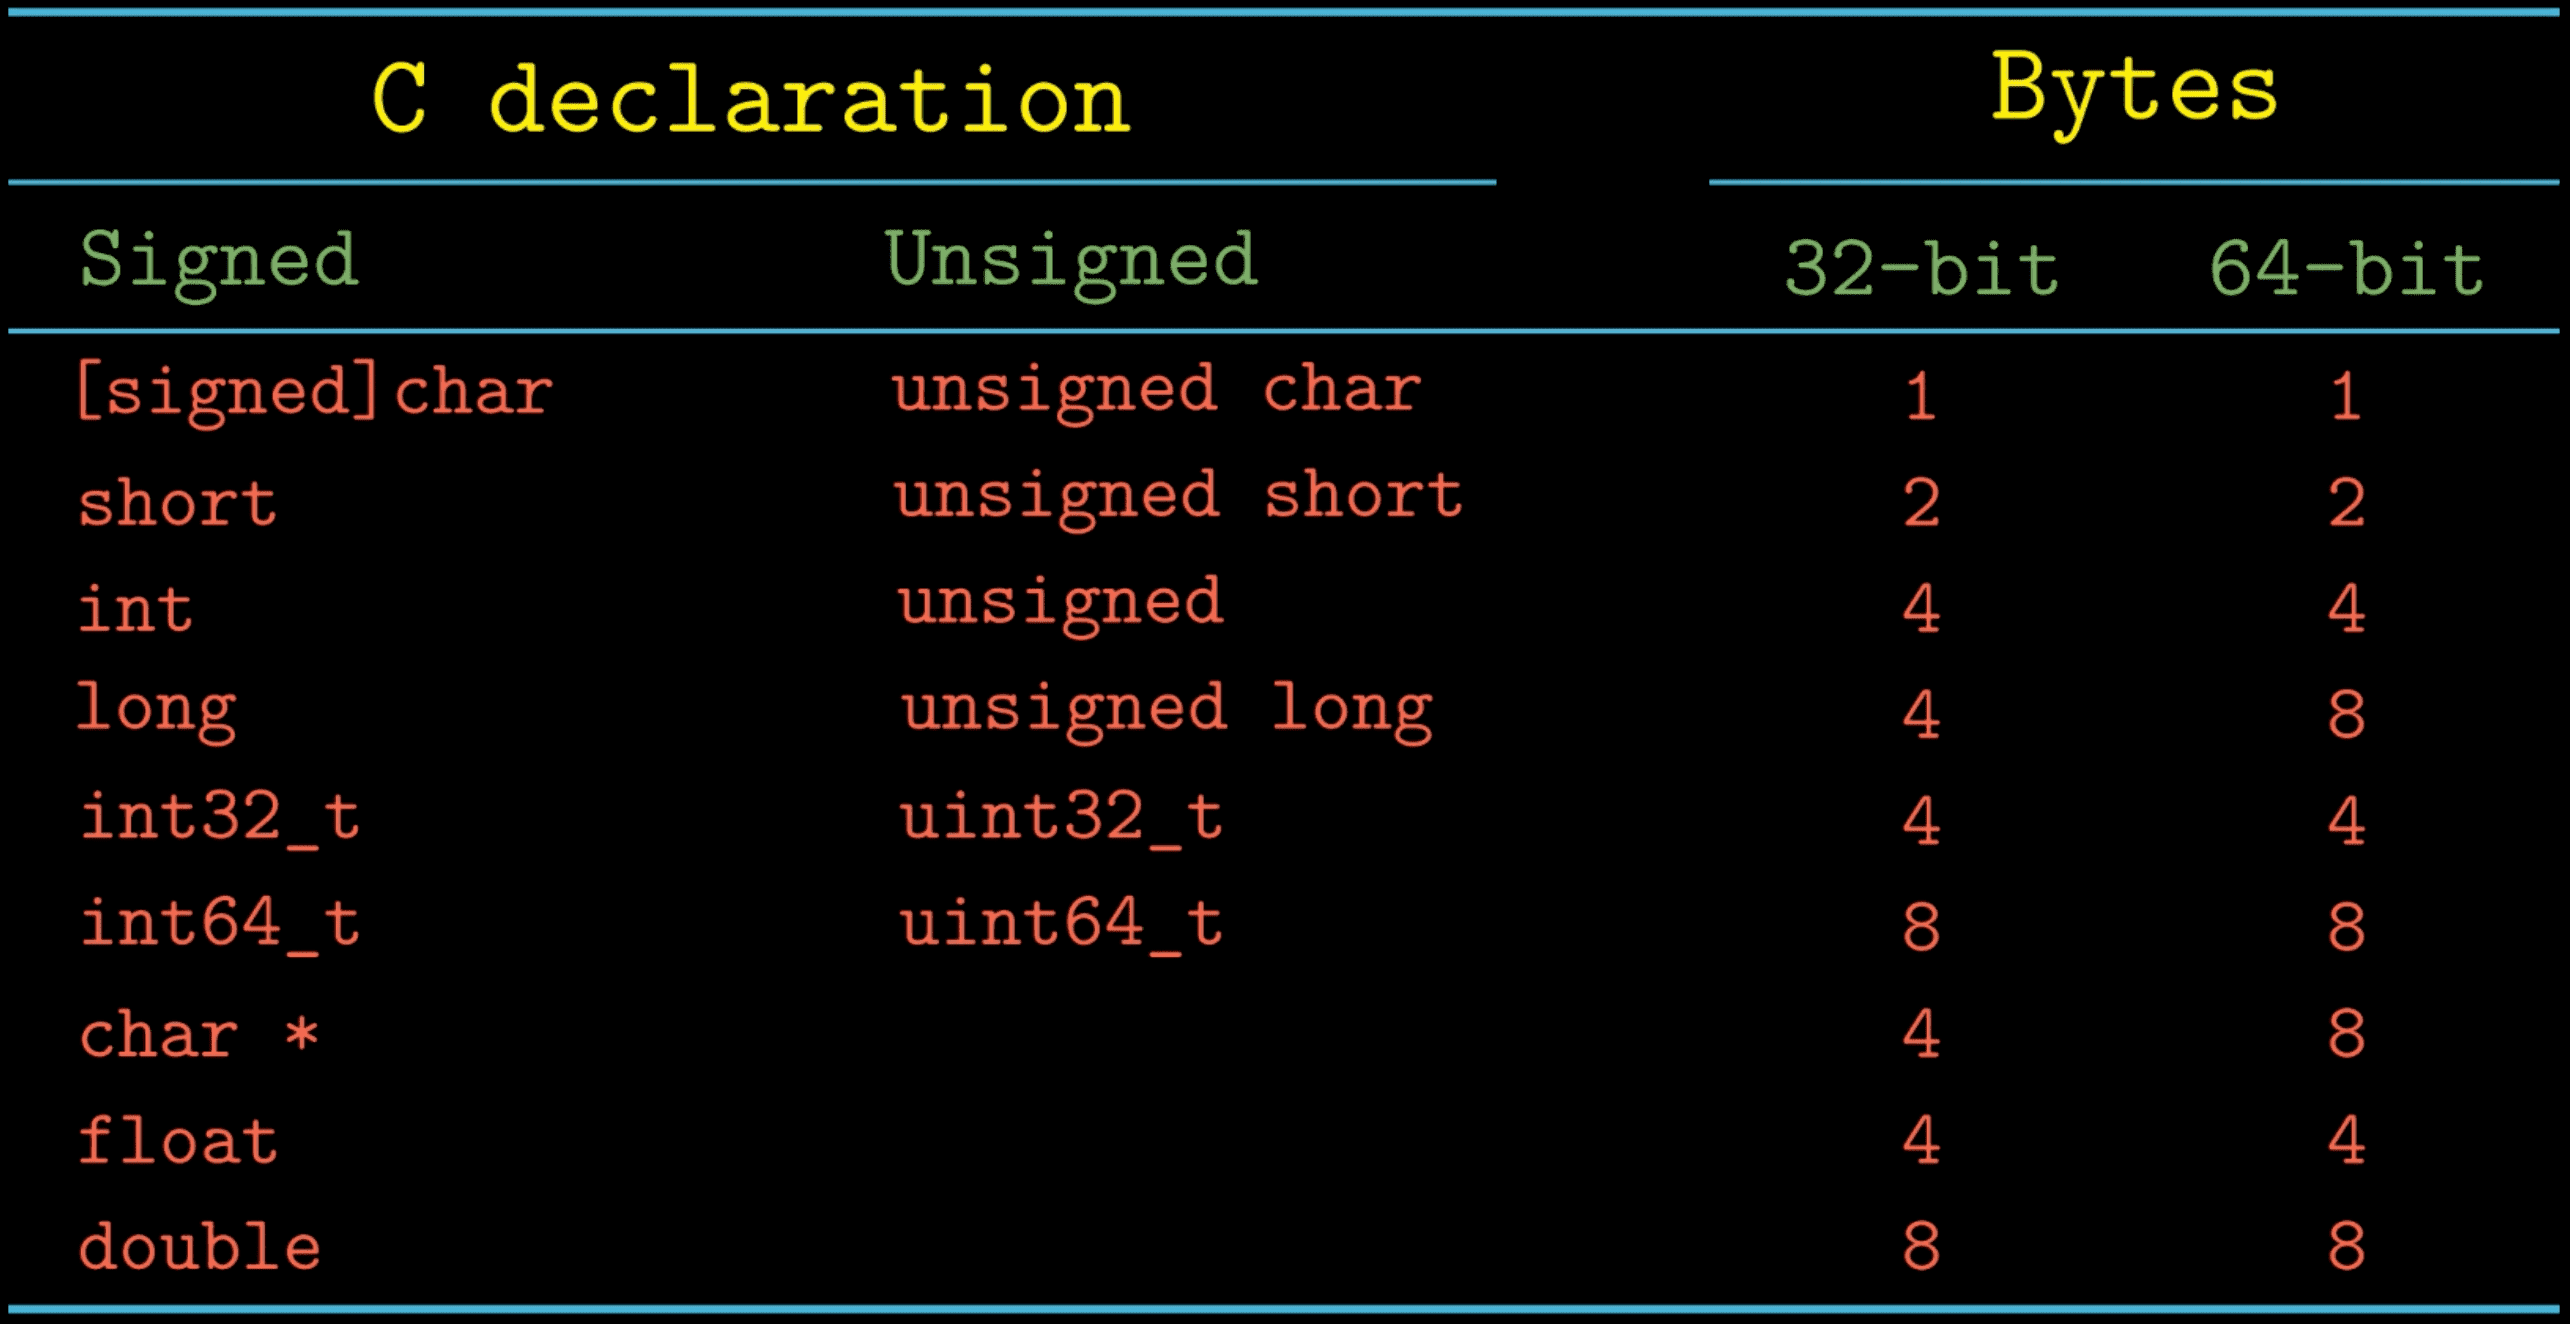 C declaration Bytes
Signed Unsigned 32-bit 64-bit
[signed]char unsigned char 1 1
short unsigned short 2 2
int unsigned 4 4
long unsigned long 4 8
int32_t uint32_t 4 4
int64_t uint64_t 8 8
char * 4 8
float 4 4
double 8 8